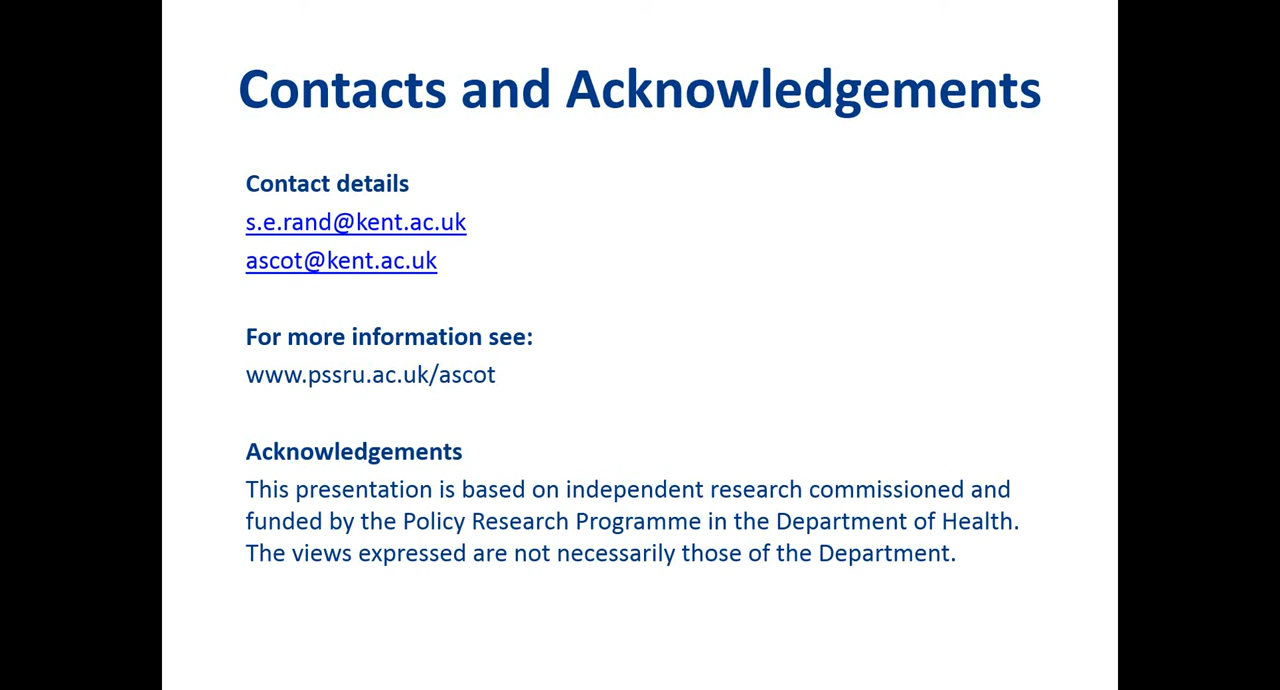 Contacts and Acknowledgements
Contact details
s.e.rand@kent.ac.uk
ascot@kent.ac.uk
For more information see:
www.pssru.ac.uk/ascot
Acknowledgements
This presentation is based on independent research commissioned and
funded by the Policy Research Programme in the Department of Health.
The views expressed are not necessarily those of the Department.